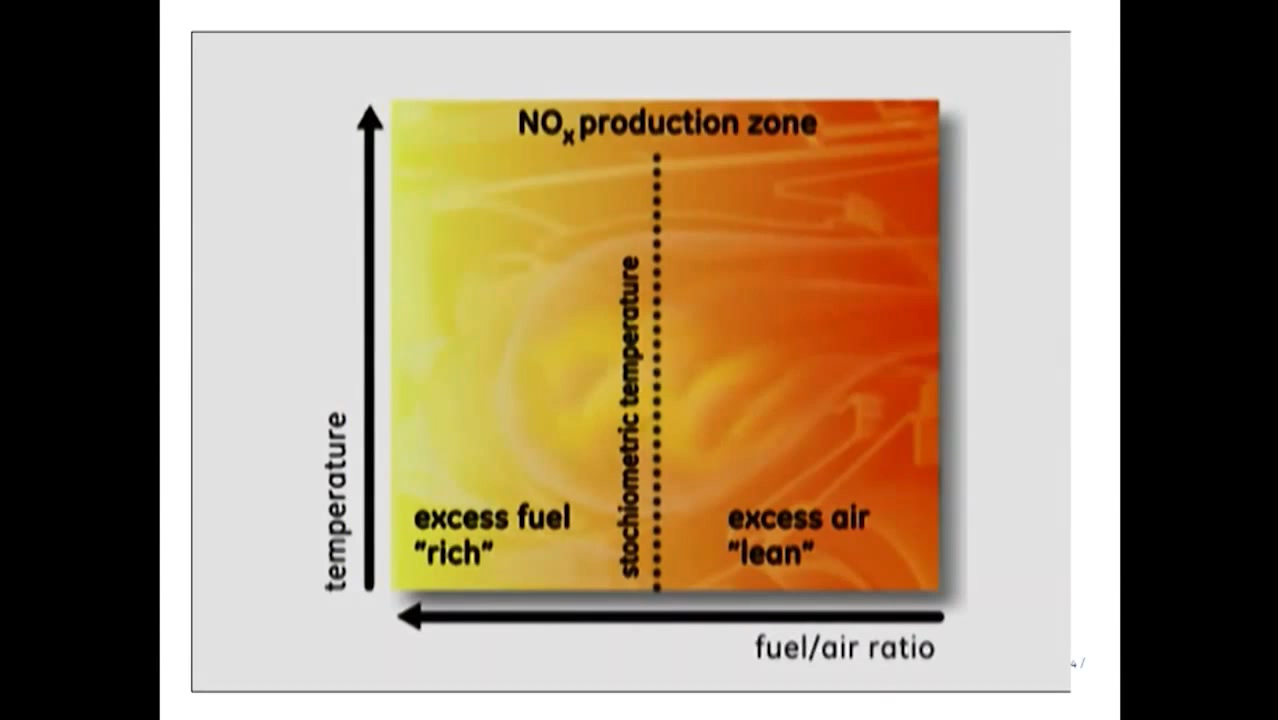 NOx production zone
stochiometric temperature
temperature
excess fuel
"rich"
excess air
"lean"
fuel/air ratio